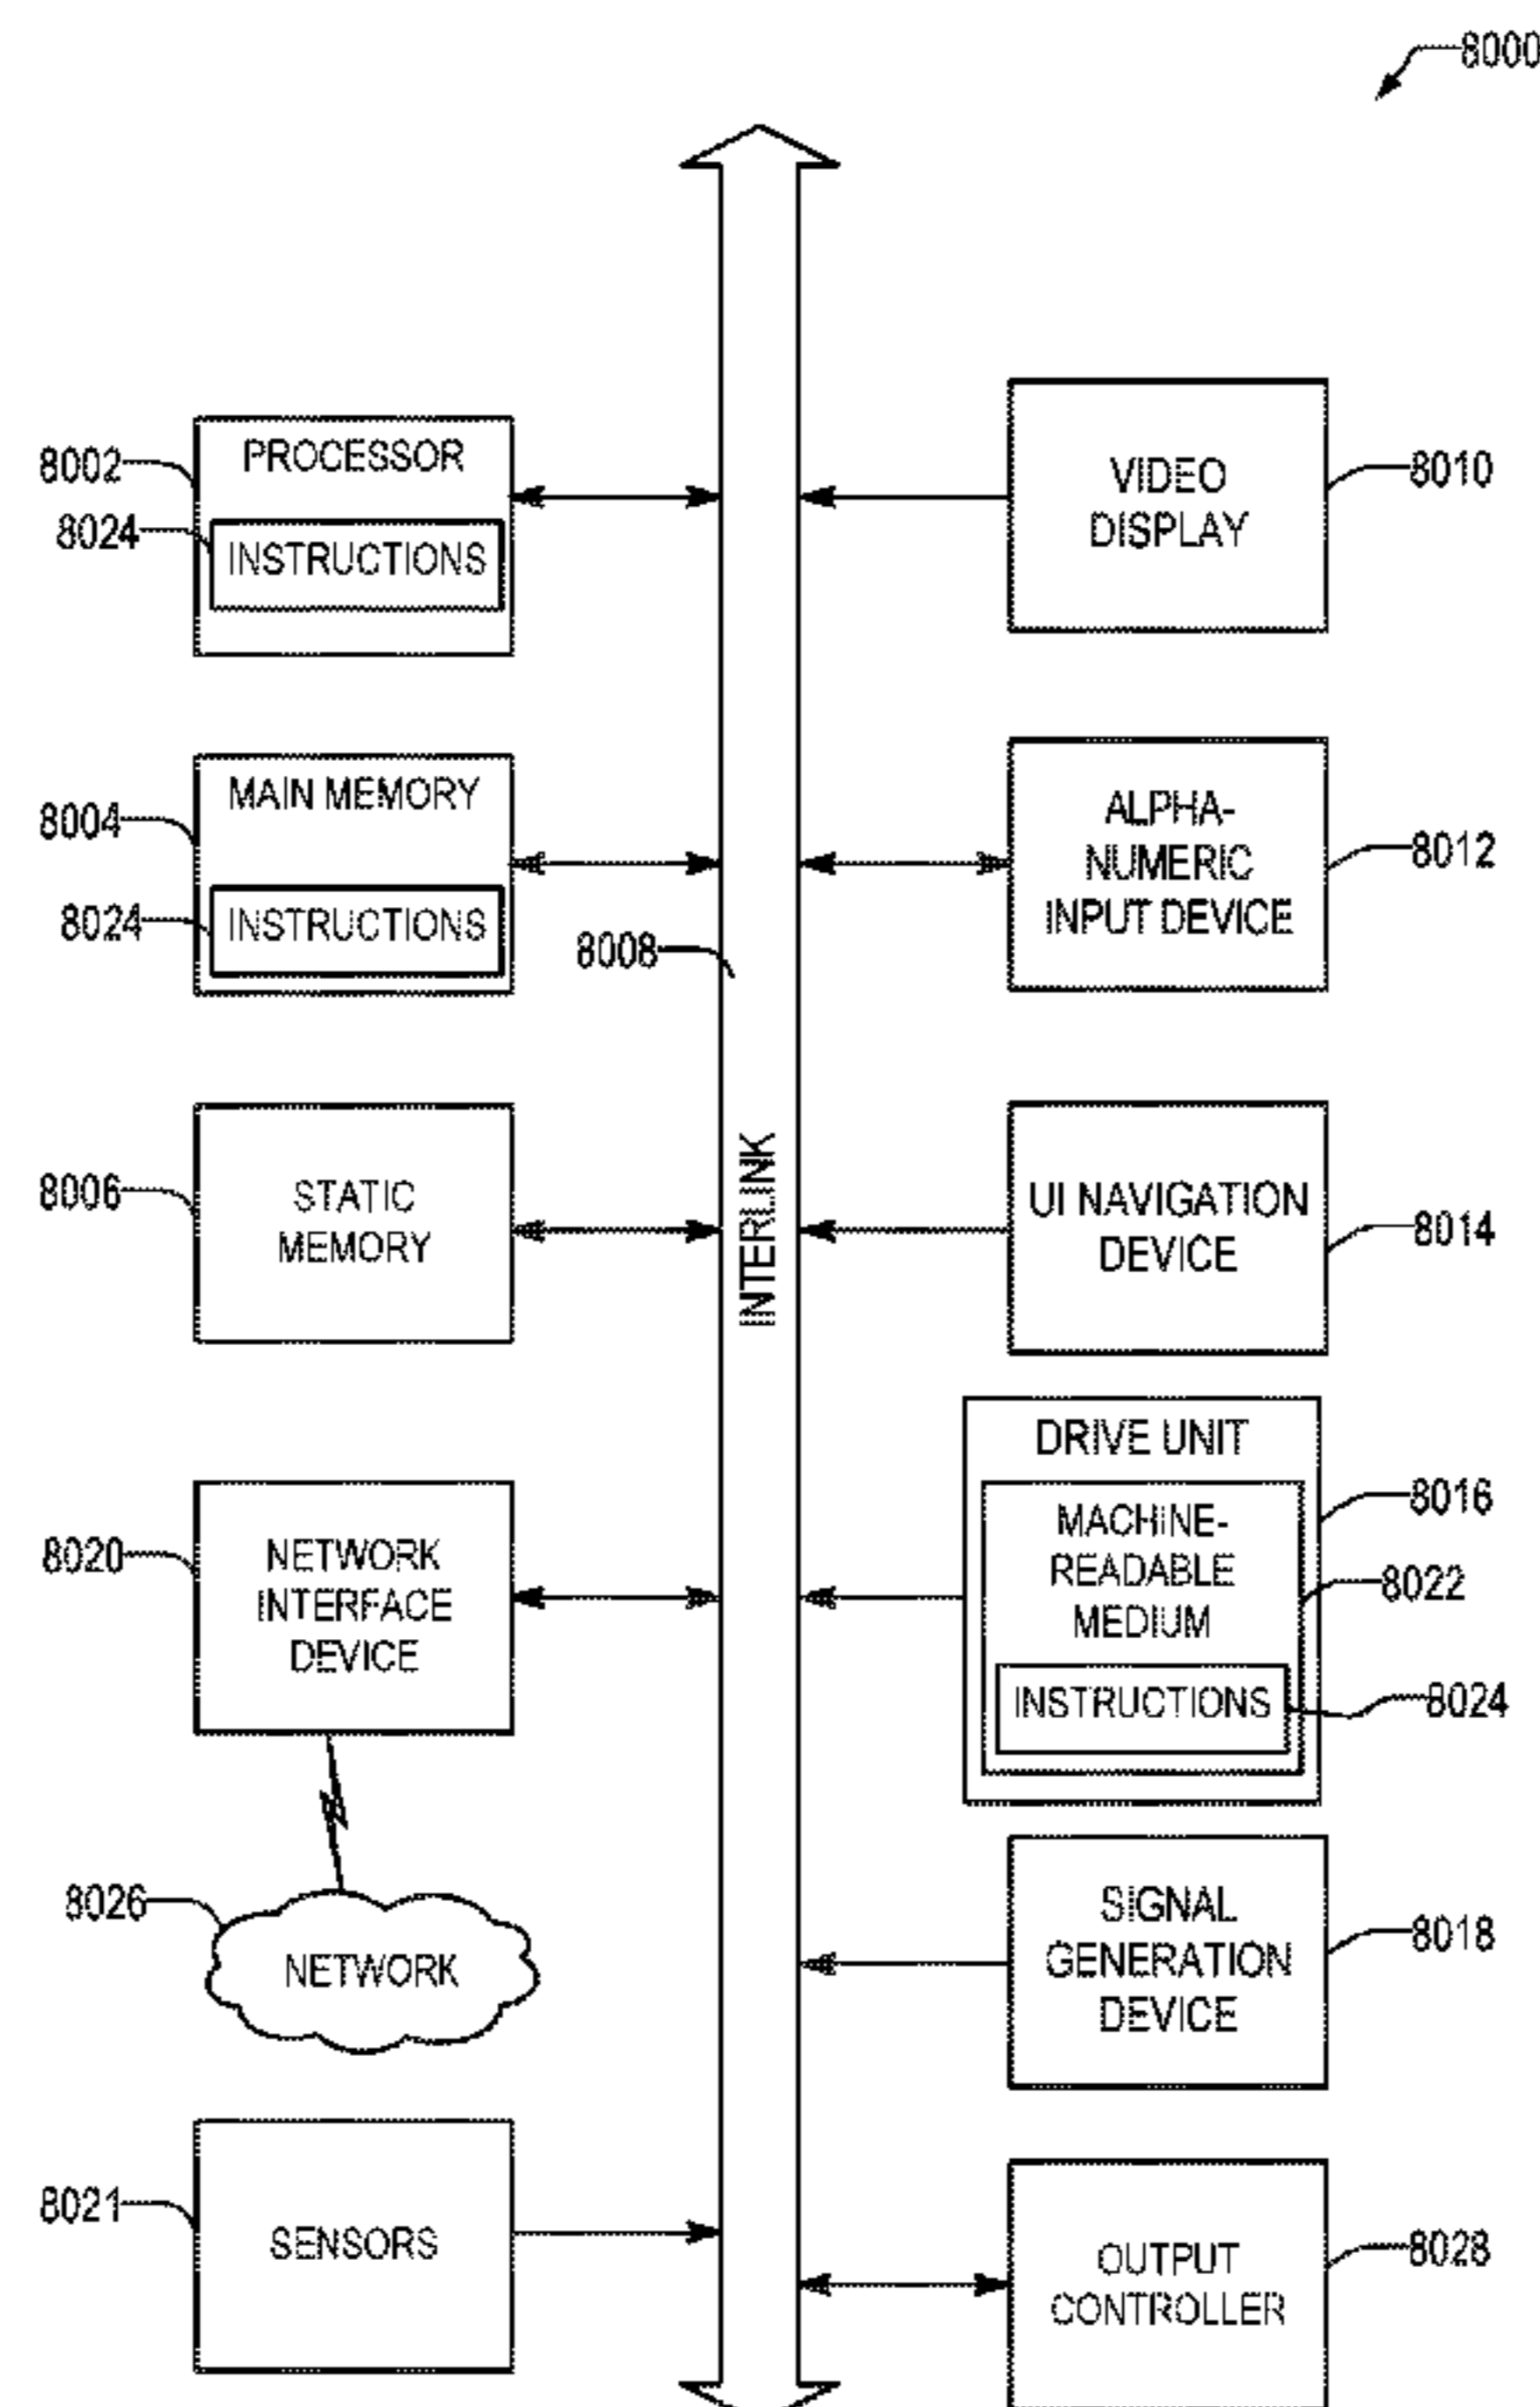 8000
8002
PROCESSOR
8024
INSTRUCTIONS
8004
MAIN MEMORY
8024
INSTRUCTIONS
8006
STATIC
MEMORY
8020
NETWORK
INTERFACE
DEVICE
8026
NETWORK
8021
SENSORS
8008
INTERLINK
VIDEO
DISPLAY
8010
ALPHA-
NUMERIC
INPUT DEVICE
8012
UI NAVIGATION
DEVICE
8014
DRIVE UNIT
8016
MACHINE-
READABLE
MEDIUM
8022
INSTRUCTIONS
8024
SIGNAL
GENERATION
DEVICE
8018
OUTPUT
CONTROLLER
8028